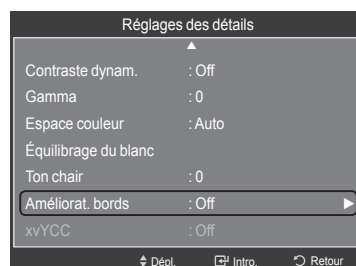 Réglages des détails
Contraste dynam. : Off
Gamma : 0
Espace couleur : Auto
Équilibrage du blanc
Ton chair : 0
Améliorat. bords : Off
xvYCC : Off
Dépl. Intro. Retour